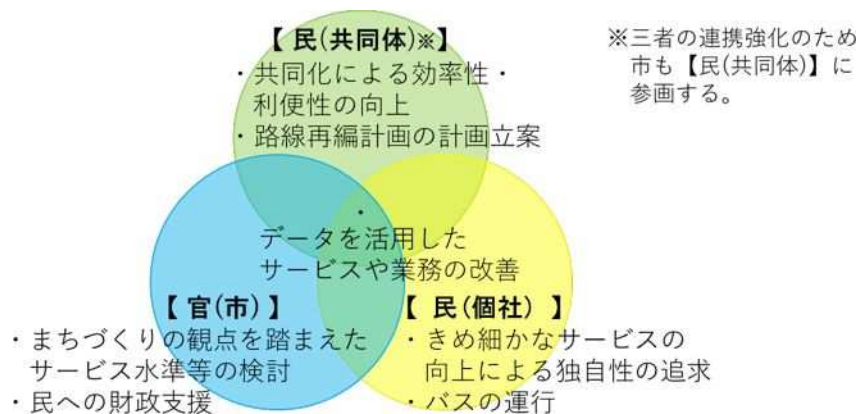 【 民(共同体)※】
・共同化による効率性・
利便性の向上
・路線再編計画の計画立案
※三者の連携強化のため
市も【民(共同体)】に
参画する。
・
データを活用した
サービスや業務の改善
【 官(市) 】
・まちづくりの観点を踏まえた
サービス水準等の検討
・民への財政支援
【 民(個社) 】
・きめ細かなサービスの
向上による独自性の追求
・バスの運行